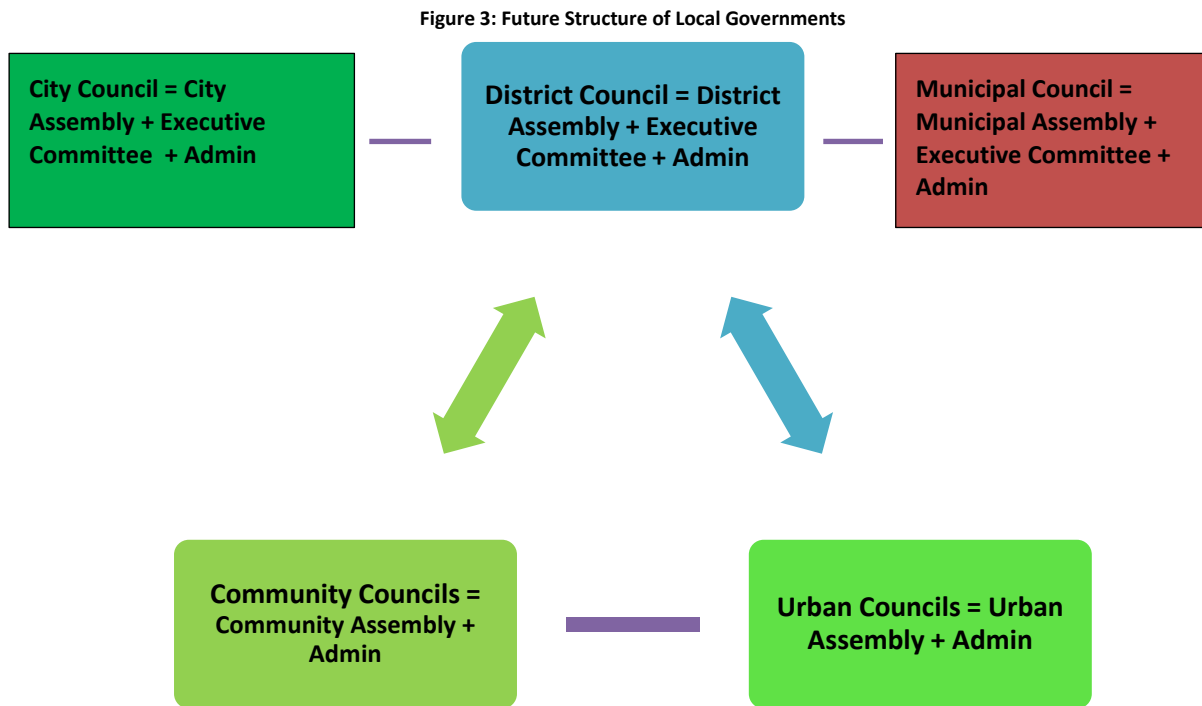 Figure 3: Future Structure of Local Governments
City Council = City
Assembly + Executive
Committee + Admin
District Council = District
Assembly + Executive
Committee + Admin
Municipal Council =
Municipal Assembly +
Executive Committee +
Admin
Community Councils =
Community Assembly +
Admin
Urban Councils = Urban
Assembly + Admin